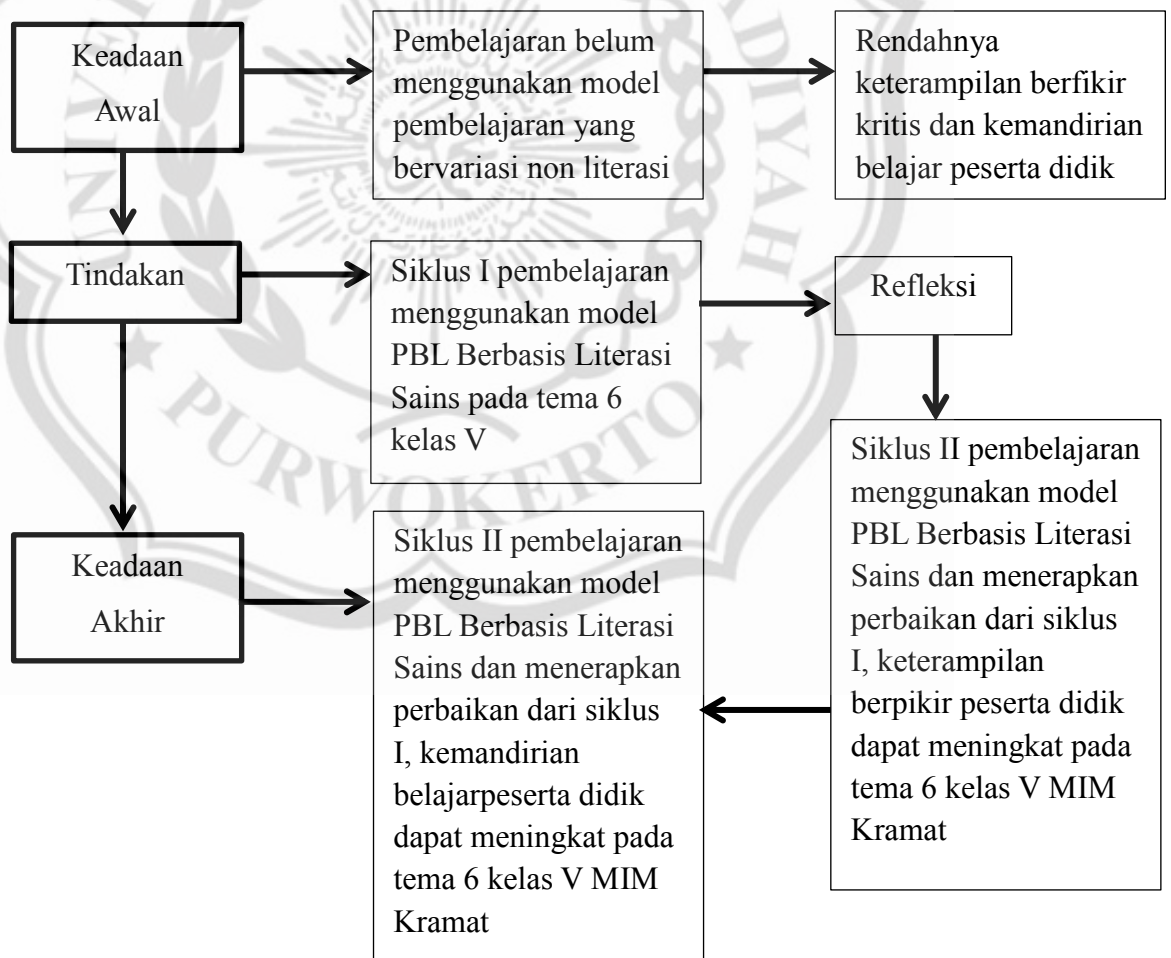 Keadaan
Awal
Pembelajaran belum
menggunakan model
pembelajaran yang
bervariasi non literasi
Rendahnya
keterampilan berfikir
kritis dan kemandirian
belajar peserta didik
Tindakan
Siklus I pembelajaran
menggunakan model
PBL Berbasis Literasi
Sains pada tema 6
kelas V
Refleksi
Siklus II pembelajaran
menggunakan model
PBL Berbasis Literasi
Sains dan menerapkan
perbaikan dari siklus
I, keterampilan
berpikir peserta didik
dapat meningkat pada
tema 6 kelas V MIM
Kramat
Keadaan
Akhir
Siklus II pembelajaran
menggunakan model
PBL Berbasis Literasi
Sains dan menerapkan
perbaikan dari siklus
I, kemandirian
belajarpeserta didik
dapat meningkat pada
tema 6 kelas V MIM
Kramat
PURWOKERTO